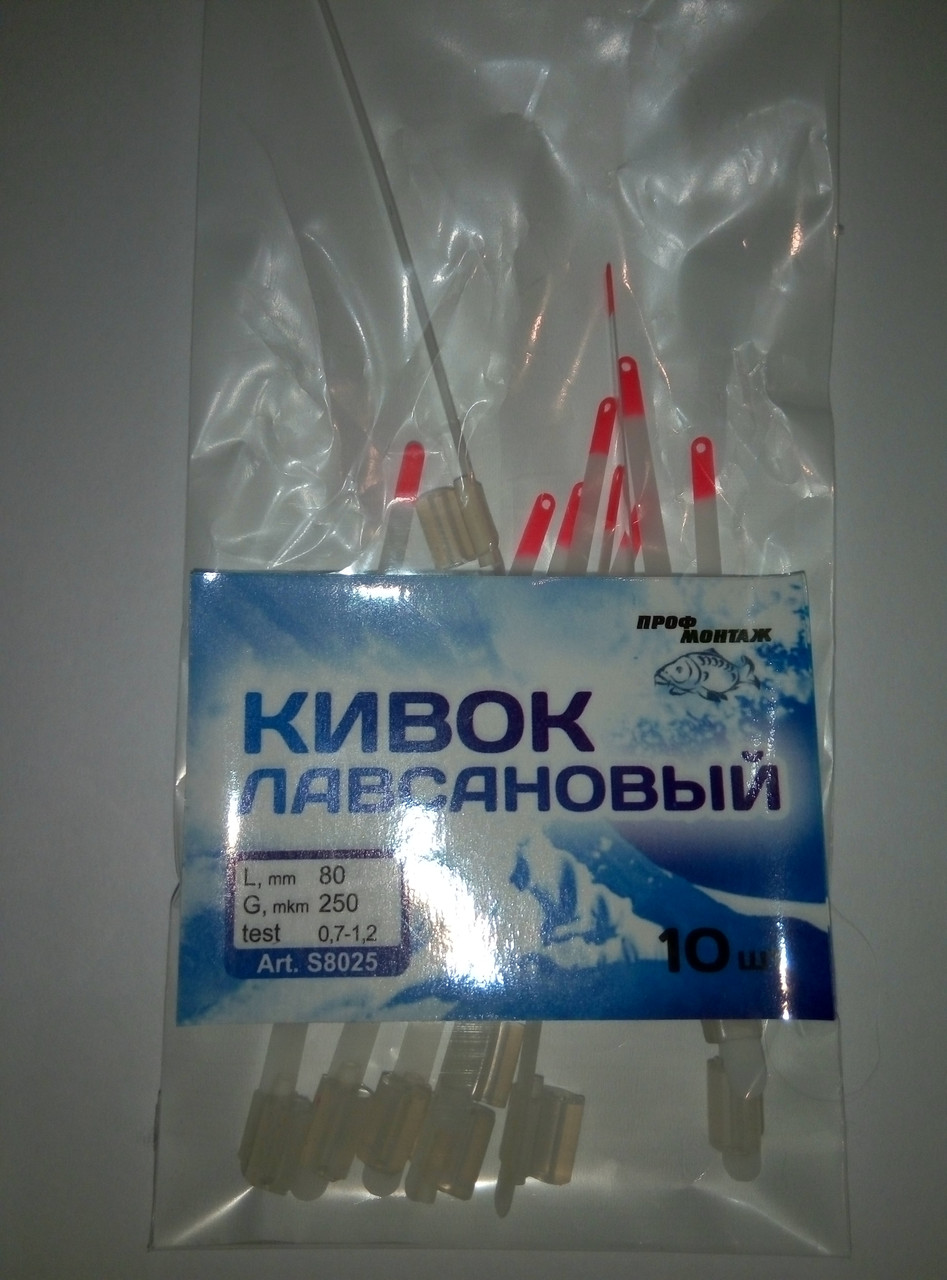 ПРОФ
МОНТАЖ
КИВОК
ЛАВСАНОВЫЙ
L, mm 80
G, mkm 250
test 0,7-1,2
Art. S8025
10